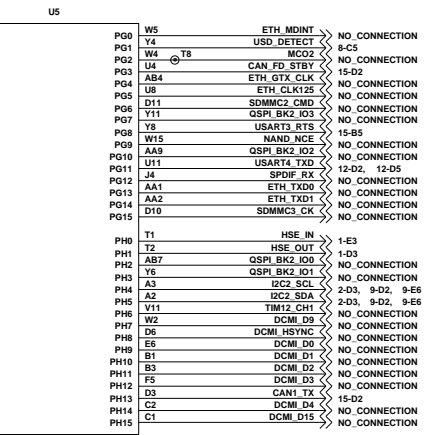 U5
PG0 W5 ETH_MDINT NO_CONNECTION
PG1 Y4 USD_DETECT 8-C5
PG2 W4 T8 MCO2 NO_CONNECTION
PG3 U4 CAN_FD_STBY 15-D2
PG4 AB4 ETH_GTX_CLK NO_CONNECTION
PG5 U8 ETH_CLK125 NO_CONNECTION
PG6 D11 SDMMC2_CMD NO_CONNECTION
PG7 Y11 QSPI_BK2_IO3 NO_CONNECTION
PG8 Y8 USART3_RTS 15-B5
PG9 W15 NAND_NCE NO_CONNECTION
PG10 AA9 QSPI_BK2_IO2 NO_CONNECTION
PG11 U11 USART4_TXD 12-D2, 12-D5
PG12 J4 SPDIF_RX NO_CONNECTION
PG13 AA1 ETH_TXD0 NO_CONNECTION
PG14 AA2 ETH_TXD1 NO_CONNECTION
PG15 D10 SDMMC3_CK NO_CONNECTION
PH0 T1 HSE_IN 1-E3
PH1 T2 HSE_OUT 1-D3
PH2 AB7 QSPI_BK2_IO0 NO_CONNECTION
PH3 Y6 QSPI_BK2_IO1 NO_CONNECTION
PH4 A3 I2C2_SCL 2-D3, 9-D2, 9-E6
PH5 A2 I2C2_SDA 2-D3, 9-D2, 9-E6
PH6 V11 TIM12_CH1 NO_CONNECTION
PH7 W2 DCMI_D9 NO_CONNECTION
PH8 D6 DCMI_HSYNC NO_CONNECTION
PH9 E6 DCMI_D0 NO_CONNECTION
PH10 B1 DCMI_D1 NO_CONNECTION
PH11 B3 DCMI_D2 NO_CONNECTION
PH12 F5 DCMI_D3 NO_CONNECTION
PH13 D3 CAN1_TX 15-D2
PH14 C2 DCMI_D4 NO_CONNECTION
PH15 C1 DCMI_D15 NO_CONNECTION